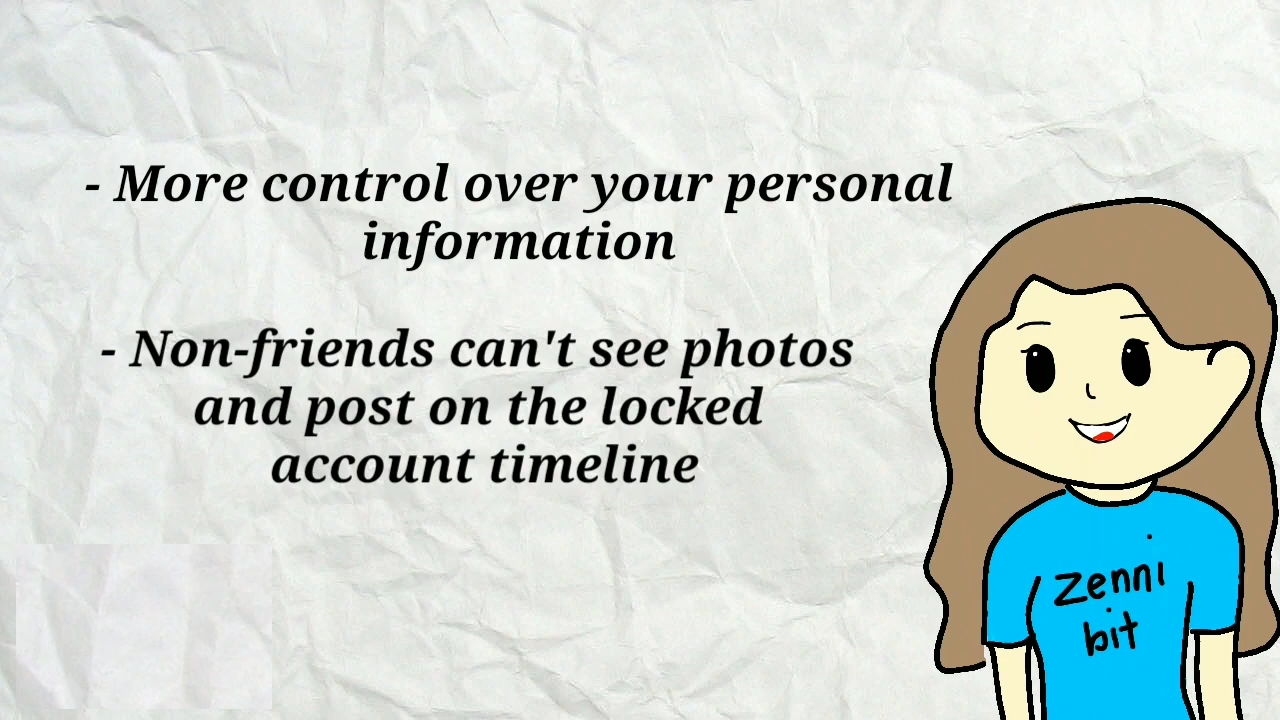 - More control over your personal
information
- Non-friends can't see photos
and post on the locked
account timeline
Zenni
bit